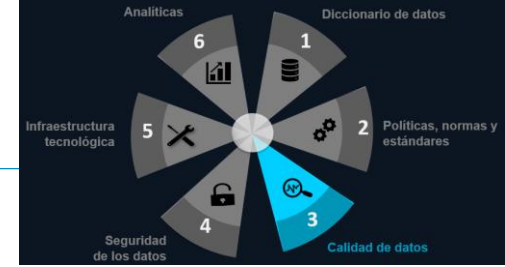 Analíticas
6
1
Diccionario de datos
Infraestructura
tecnológica
5
2
Políticas, normas y
estándares
4
3
Seguridad
de los datos
Calidad de datos